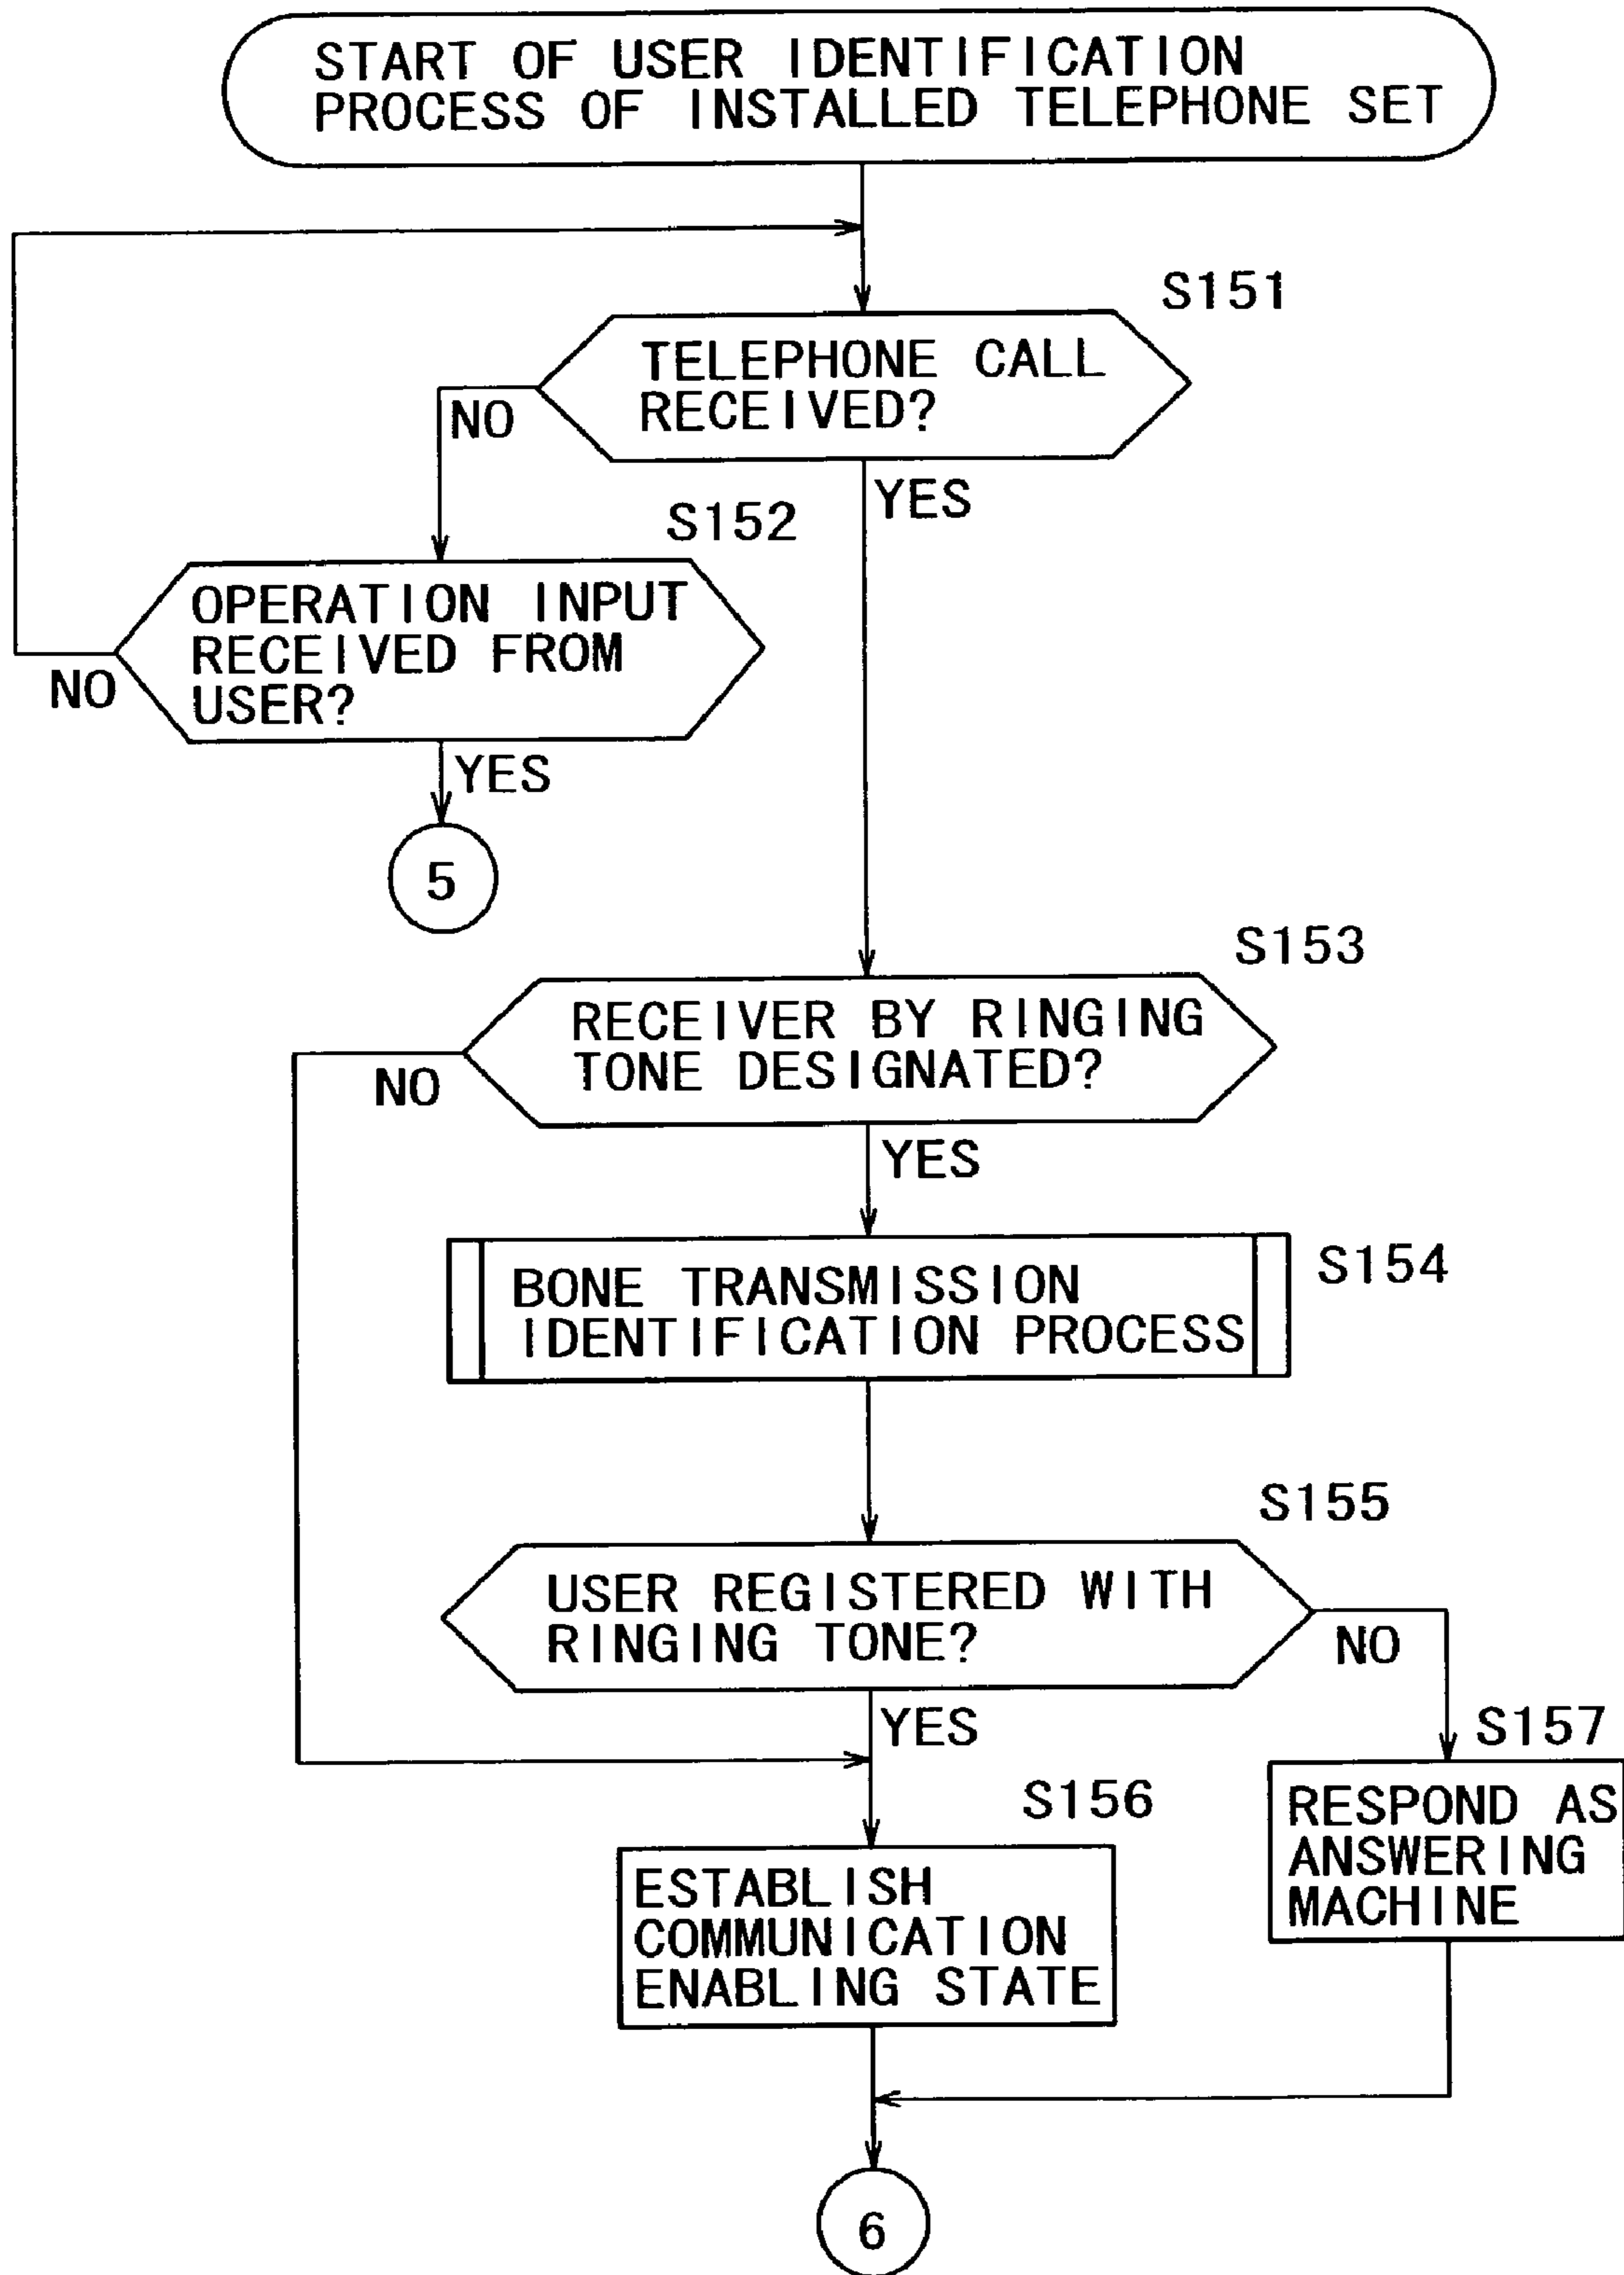 START OF USER IDENTIFICATION
PROCESS OF INSTALLED TELEPHONE SET
S151
TELEPHONE CALL
RECEIVED?
NO
YES
S152
OPERATION INPUT
RECEIVED FROM
USER?
NO
YES
5
S153
RECEIVER BY RINGING
TONE DESIGNATED?
NO
YES
S154
BONE TRANSMISSION
IDENTIFICATION PROCESS
S155
USER REGISTERED WITH
RINGING TONE?
NO
YES
S157
RESPOND AS
ANSWERING
MACHINE
S156
ESTABLISH
COMMUNICATION
ENABLING STATE
6